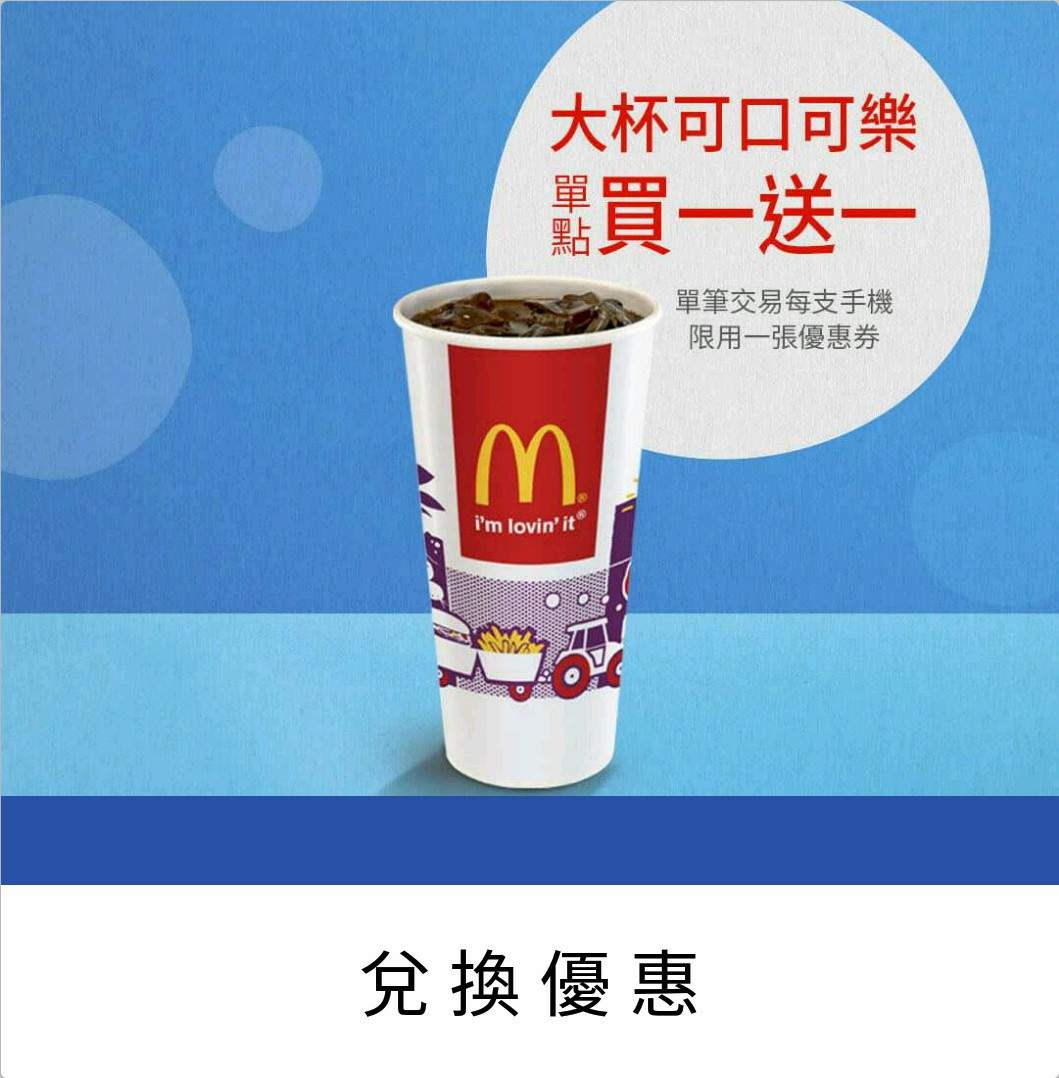 大杯可口可樂
單點 買一送一
單筆交易每支手機
限用一張優惠券
M®
i'm lovin' it®
兌換優惠